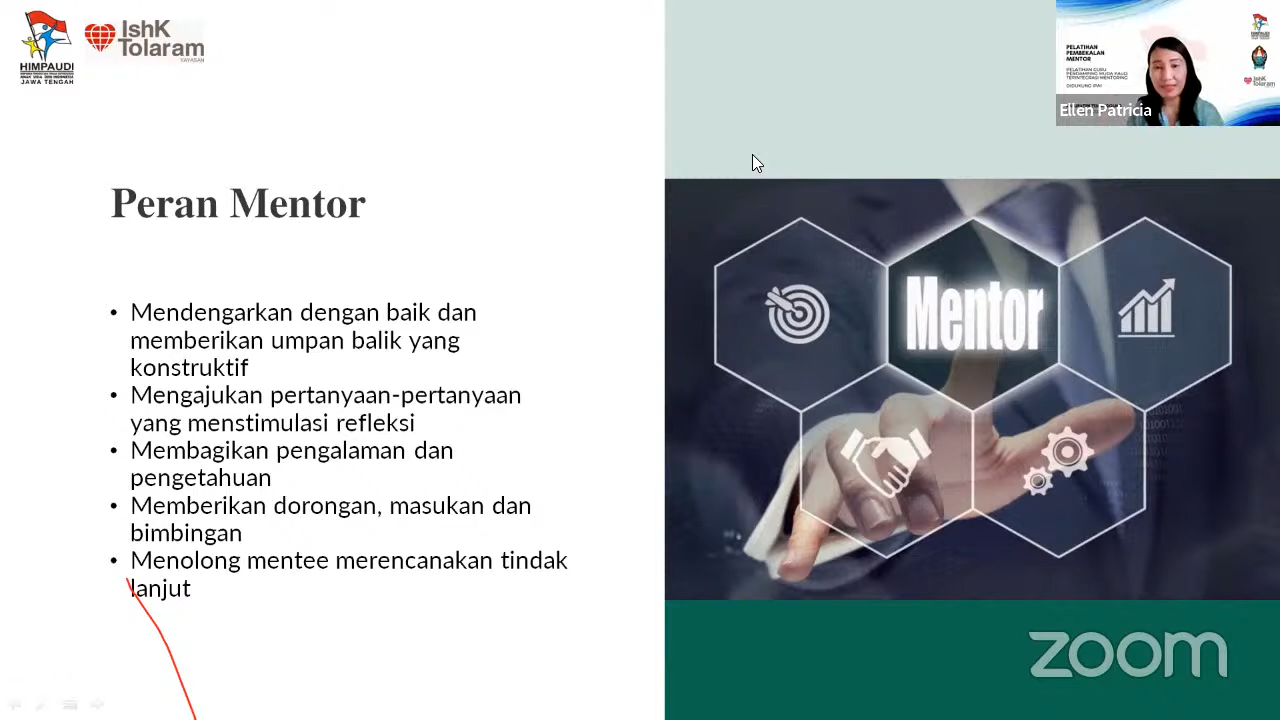 HIMPAUDI
JAWA TENGAH
IshK
Tolaram
YAYASAN
Peran Mentor
• Mendengarkan dengan baik dan
memberikan umpan balik yang
konstruktif
• Mengajukan pertanyaan-pertanyaan
yang menstimulasi refleksi
• Membagikan pengalaman dan
pengetahuan
• Memberikan dorongan, masukan dan
bimbingan
• Menolong mentee merencanakan tindak
lanjut
PELATIHAN
PEMBEKALAN
MENTOR
PELATIHAN GURU
PENDAMPING MUDA PAUD
TERINTEGRASI MENTORING
IshK
Tolaram
Ellen Patricia
Mentor
zoom